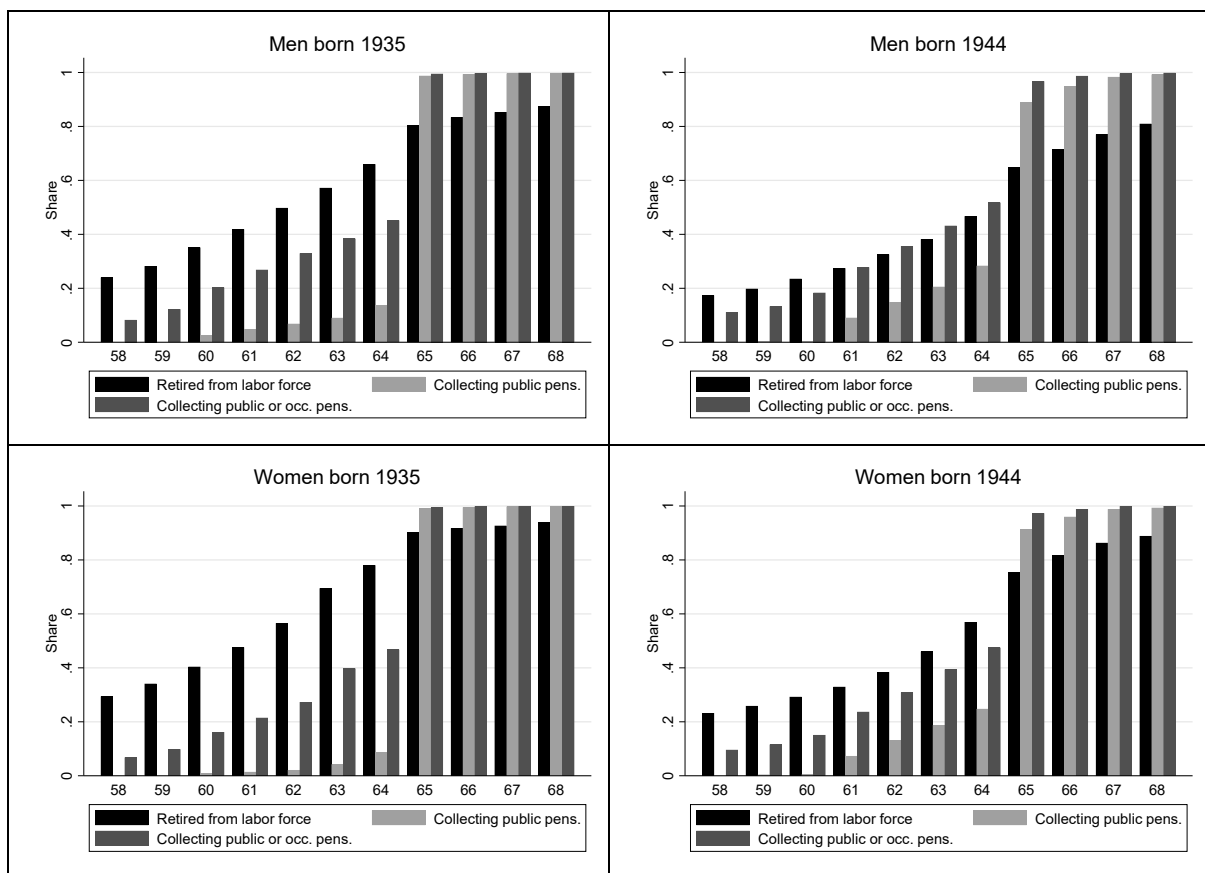 Men born 1935
Share
1
.8
.6
.4
.2
0
58 59 60 61 62 63 64 65 66 67 68
Retired from labor force Collecting public pens.
Collecting public or occ. pens.
Men born 1944
Share
1
.8
.6
.4
.2
0
58 59 60 61 62 63 64 65 66 67 68
Retired from labor force Collecting public pens.
Collecting public or occ. pens.
Women born 1935
Share
1
.8
.6
.4
.2
0
58 59 60 61 62 63 64 65 66 67 68
Retired from labor force Collecting public pens.
Collecting public or occ. pens.
Women born 1944
Share
1
.8
.6
.4
.2
0
58 59 60 61 62 63 64 65 66 67 68
Retired from labor force Collecting public pens.
Collecting public or occ. pens.